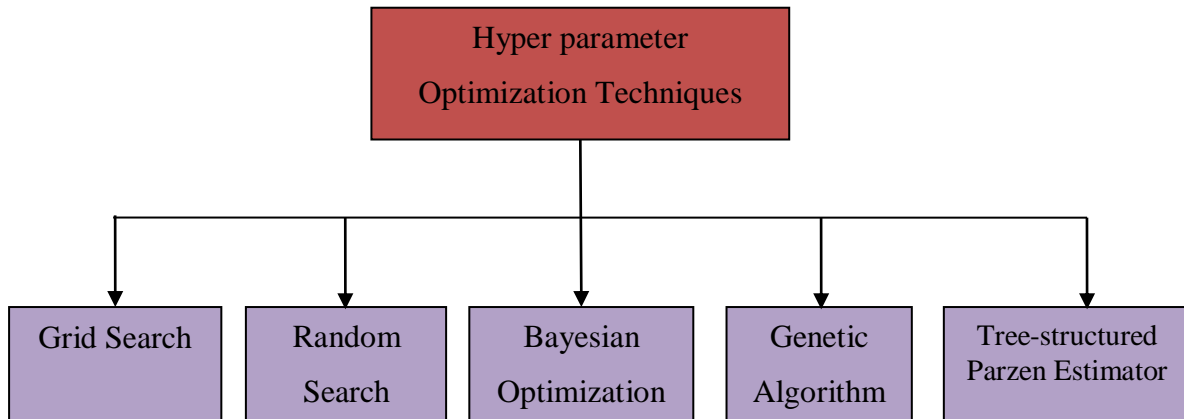 Hyper parameter
Optimization Techniques
Grid Search
Random
Search
Bayesian
Optimization
Genetic
Algorithm
Tree-structured
Parzen Estimator